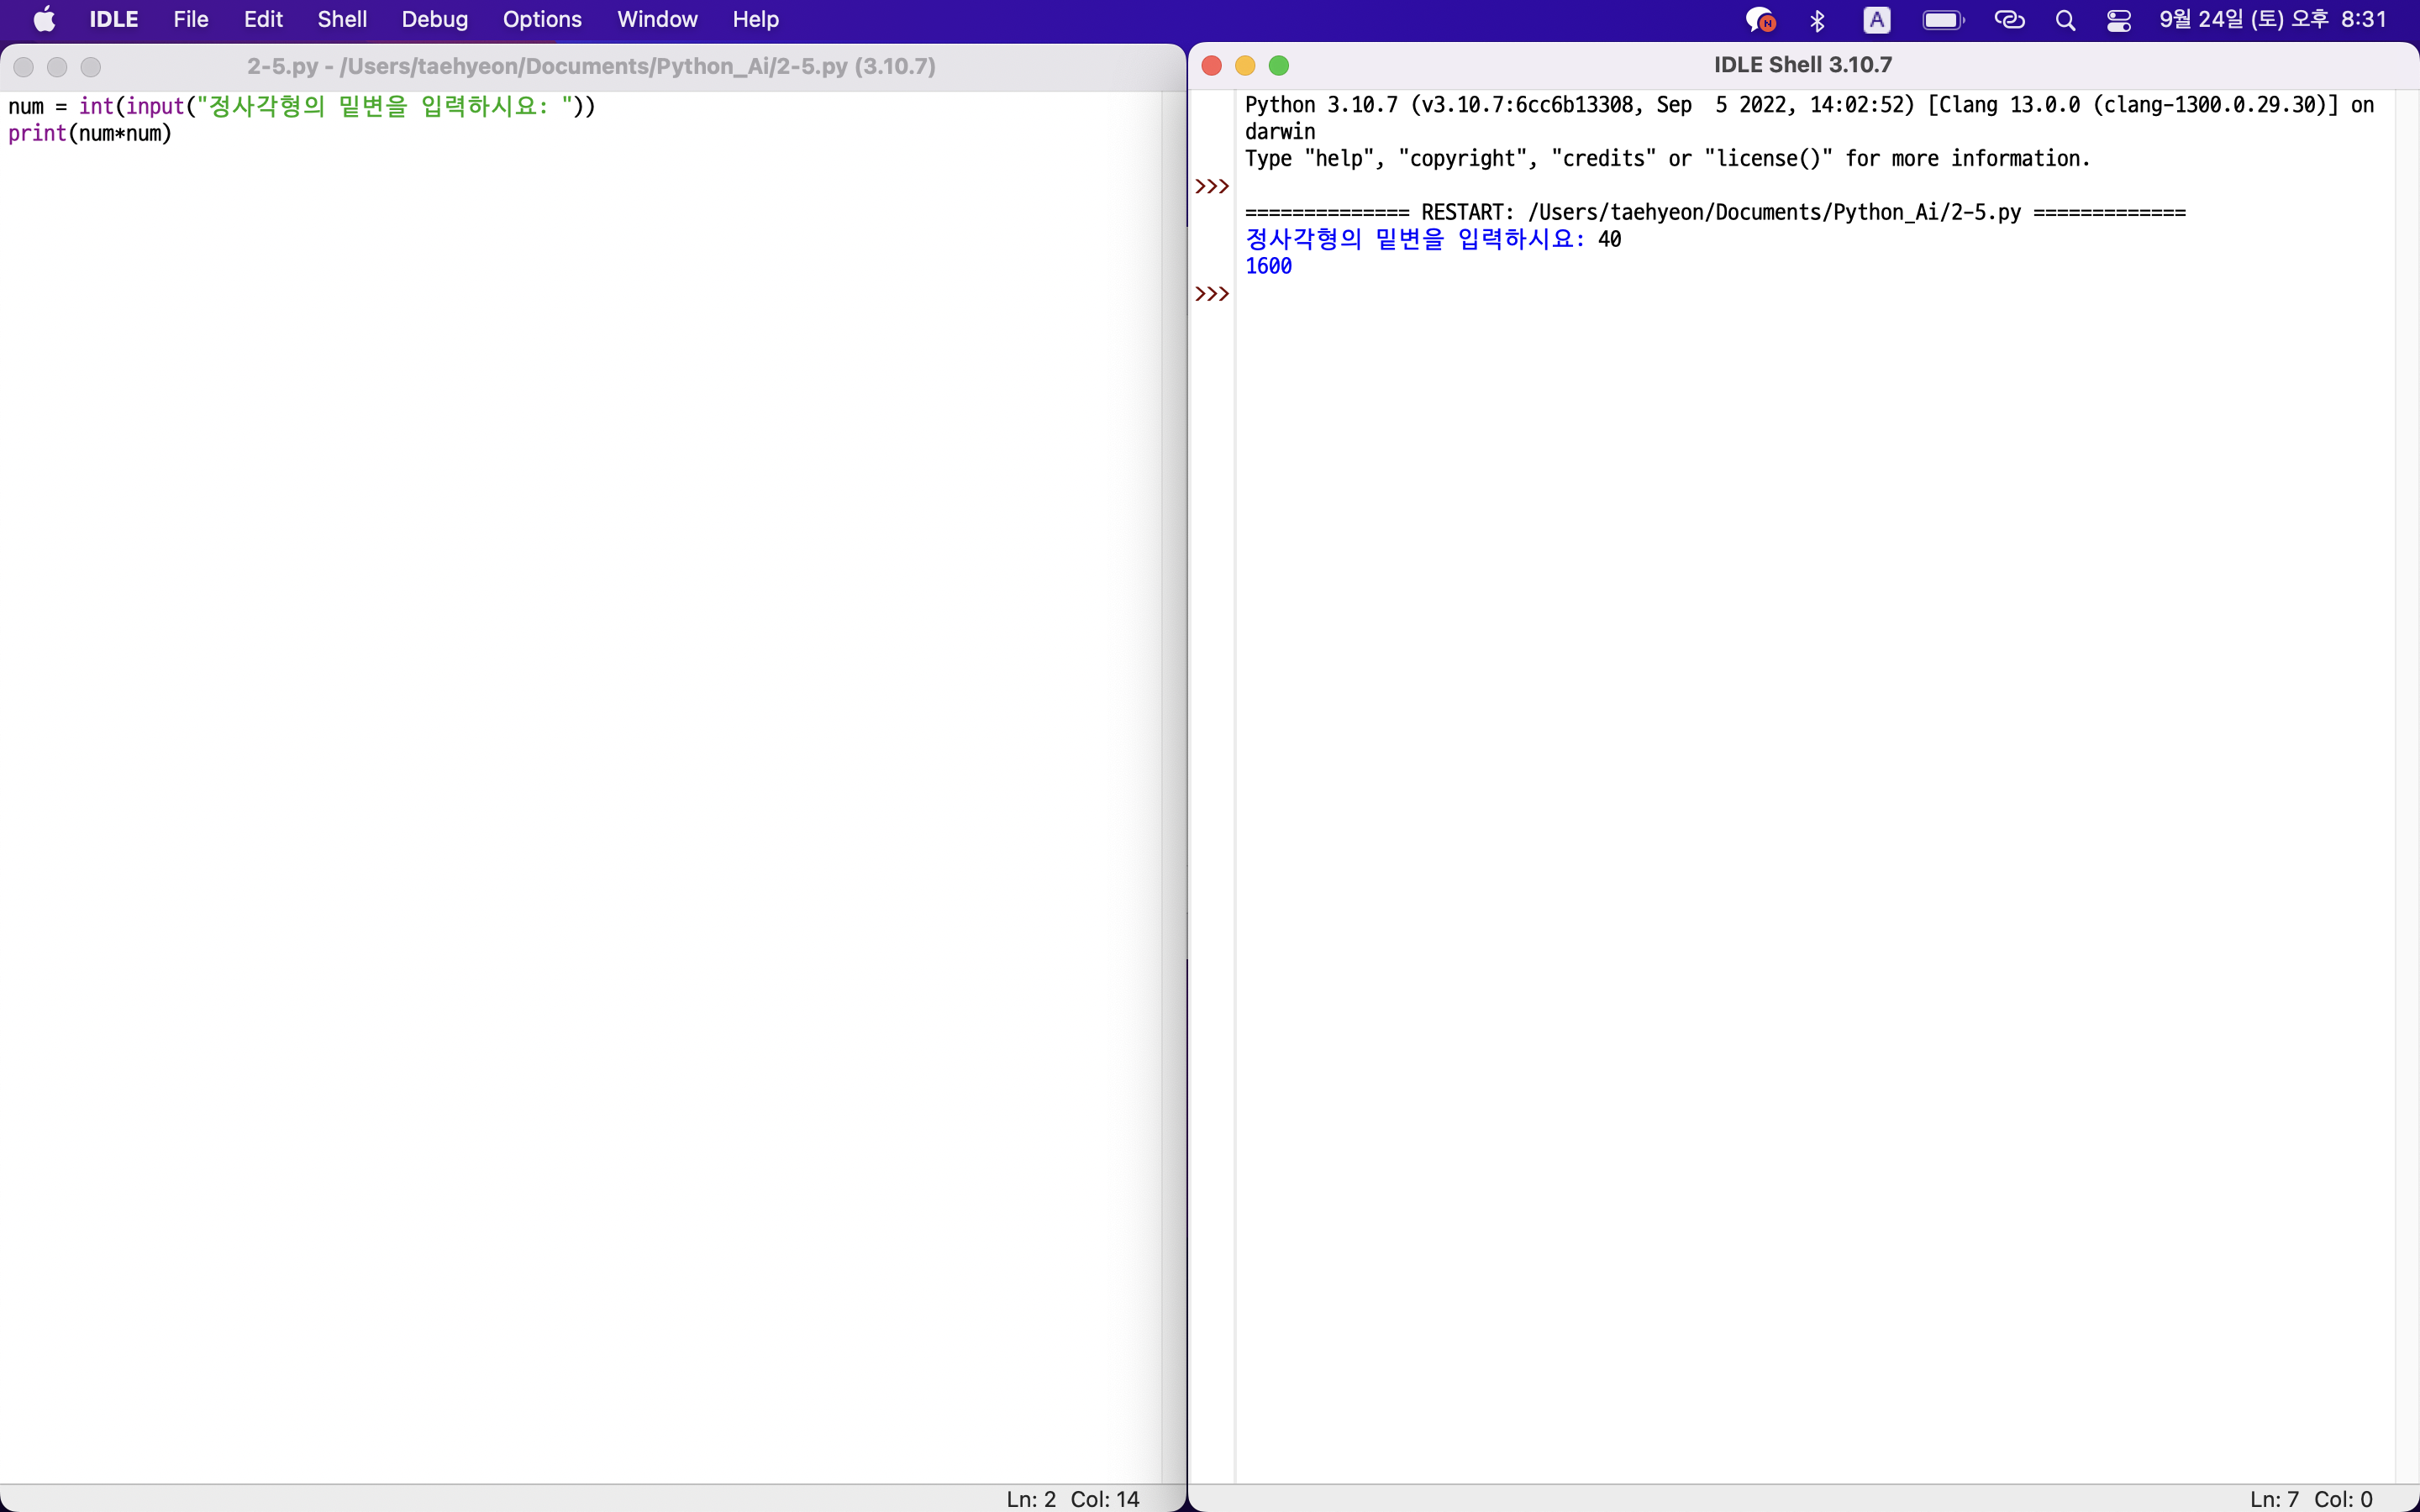 IDLE File Edit Shell Debug Options Window Help
A 9월 24일 (토) 오후 8:31
2-5.py - /Users/taehyeon/Documents/Python_Ai/2-5.py (3.10.7)
num = int(input("정사각형의 밑변을 입력하시요: "))
print(num*num)
Ln: 2 Col: 14
IDLE Shell 3.10.7
Python 3.10.7 (v3.10.7:6cc6b13308, Sep  5 2022, 14:02:52) [Clang 13.0.0 (clang-1300.0.29.30)] on
darwin
Type "help", "copyright", "credits" or "license()" for more information.
>>>
============== RESTART: /Users/taehyeon/Documents/Python_Ai/2-5.py =============
정사각형의 밑변을 입력하시요: 40
1600
>>>
Ln: 7 Col: 0